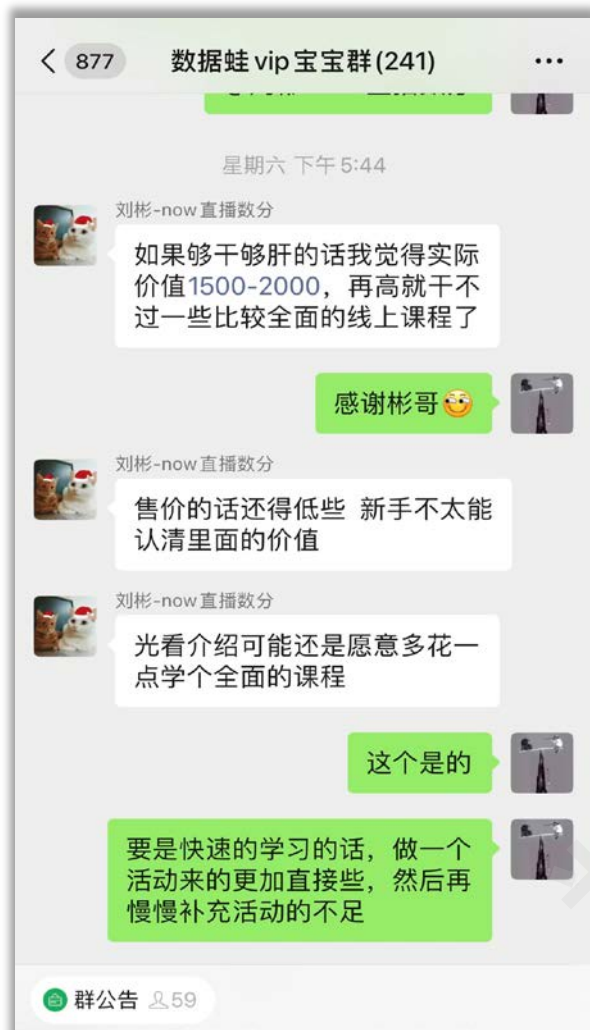 877
数据蛙vip宝宝群(241)
星期六 下午5:44
刘彬-now直播数分
如果够干够肝的话我觉得实际
价值1500-2000，再高就干不
过一些比较全面的线上课程了
感谢彬哥
刘彬-now直播数分
售价的话还得低些 新手不太能
认清里面的价值
刘彬-now直播数分
光看介绍可能还是愿意多花一
点学个全面的课程
这个是的
要是快速的学习的话，做一个
活动来的更加直接些，然后再
慢慢补充活动的不足
群公告 59